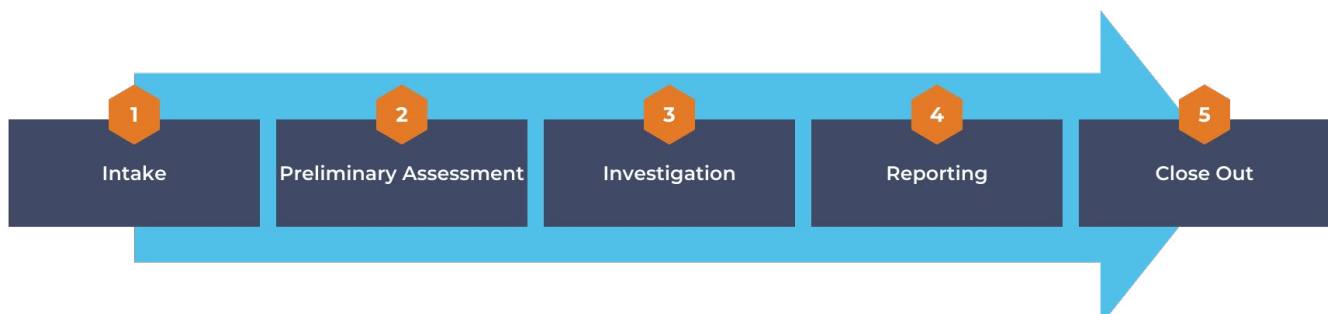 1
Intake
2
Preliminary Assessment
3
Investigation
4
Reporting
5
Close Out